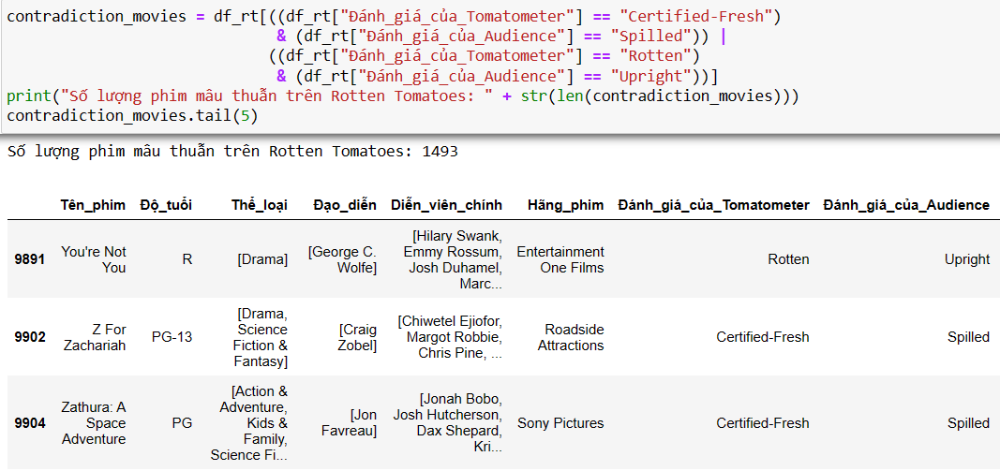 contradiction_movies = df_rt[((df_rt["Đánh_giá_của_Tomatometer"] == "Certified-Fresh")
& (df_rt["Đánh_giá_của_Audience"] == "Spilled")) |
((df_rt["Đánh_giá_của_Tomatometer"] == "Rotten")
& (df_rt["Đánh_giá_của_Audience"] == "Upright"))]
print("Số lượng phim mâu thuẫn trên Rotten Tomatoes: " + str(len(contradiction_movies)))
contradiction_movies.tail(5)
Số lượng phim mâu thuẫn trên Rotten Tomatoes: 1493
Tên_phim Độ_tuổi Thể_loại Đạo_diễn Diễn_viên_chính Hãng_phim Đánh_giá_của_Tomatometer Đánh_giá_của_Audience
9891
You're Not
You
R
[Drama]
[George C.
Wolfe]
[Hilary Swank,
Emmy Rossum,
Josh Duhamel,
Marc...
Entertainment
One Films
Rotten
Upright
9902
Z For
Zachariah
PG-13
[Drama,
Science
Fiction &
Fantasy]
[Craig
Zobel]
[Chiwetel Ejiofor,
Margot Robbie,
Chris Pine, ...
Roadside
Attractions
Certified-Fresh
Spilled
9904
Zathura: A
Space
Adventure
PG
[Action &
Adventure,
Kids &
Family,
Science Fi...
[Jon
Favreau]
[Jonah Bobo,
Josh Hutcherson,
Dax Shepard,
Kri...
Sony Pictures
Certified-Fresh
Spilled